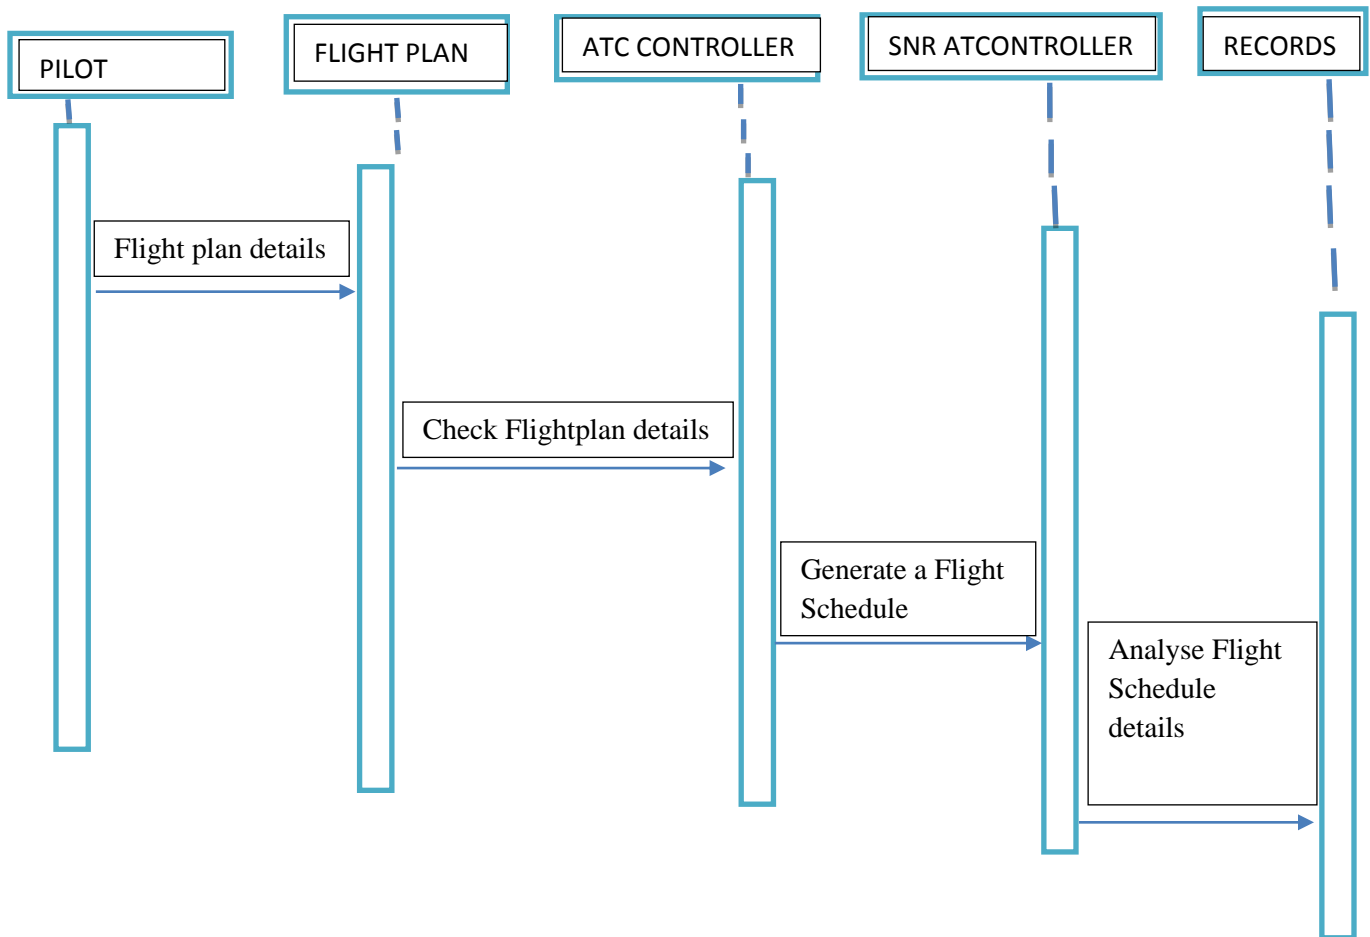 PILOT
FLIGHT PLAN
ATC CONTROLLER
SNR ATCONTROLLER
RECORDS
Flight plan details
Check Flightplan details
Generate a Flight
Schedule
Analyse Flight
Schedule
details